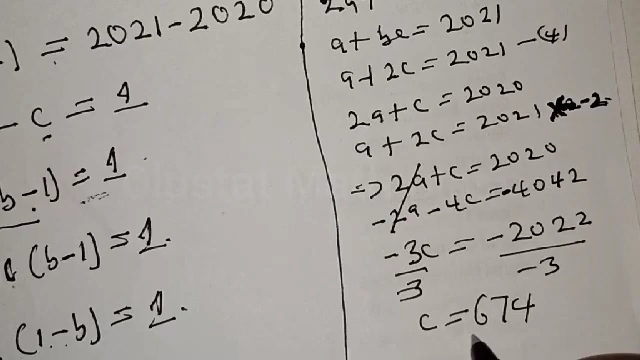 ) = 2021-2020
- c = 1
b-1) = 1
(b-1) = 1.
(1-b) = 1.
a+bc = 2021
a+2c = 2021 -(4)
2a+c = 2020
a+2c = 2021 x-2
=> 2a+c = 2020
-2a-4c = -4042
-3c = -2022
3 -3
c = 674